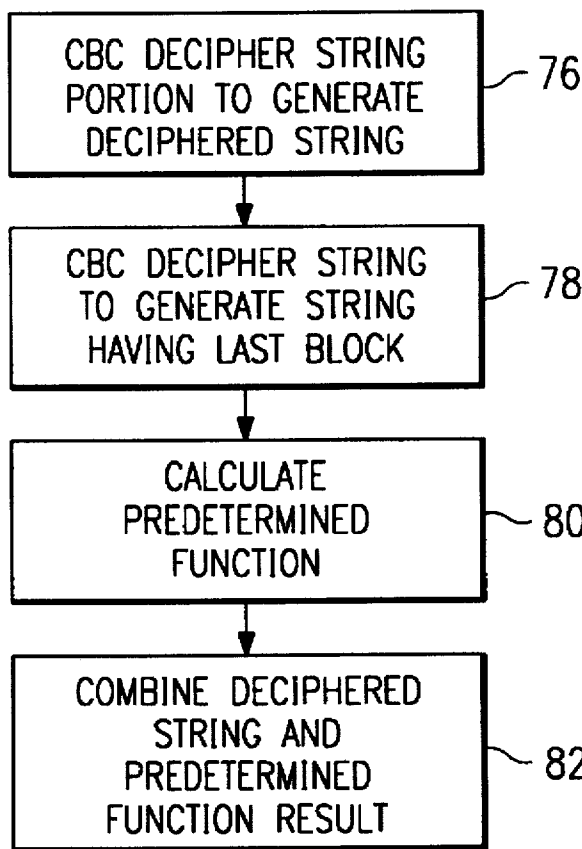 CBC DECIPHER STRING
PORTION TO GENERATE
DECIPHERED STRING
76
CBC DECIPHER STRING
TO GENERATE STRING
HAVING LAST BLOCK
78
CALCULATE
PREDETERMINED
FUNCTION
80
COMBINE DECIPHERED
STRING AND
PREDETERMINED
FUNCTION RESULT
82